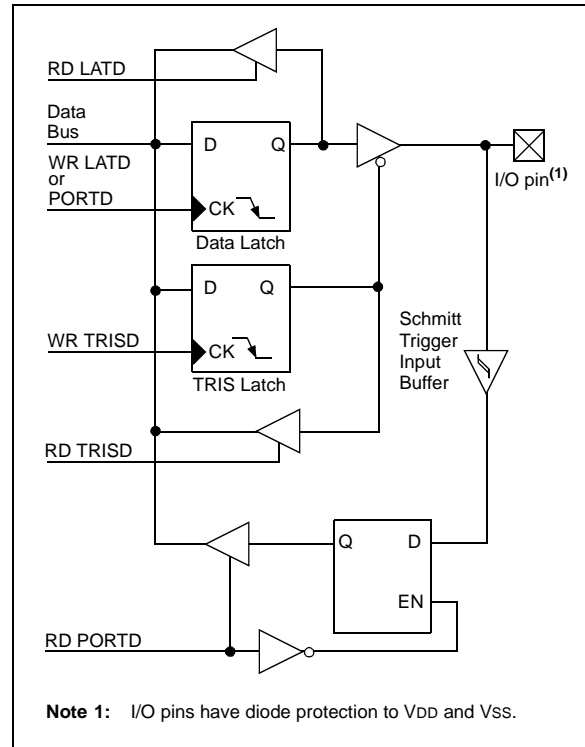 RD LATD
Data
Bus
WR LATD
or
PORTD
D Q
CK
Data Latch
I/O pin(1)
D Q
WR TRISD
CK
TRIS Latch
Schmitt
Trigger
Input
Buffer
RD TRISD
Q D
EN
RD PORTD
Note 1: I/O pins have diode protection to VDD and VSS.